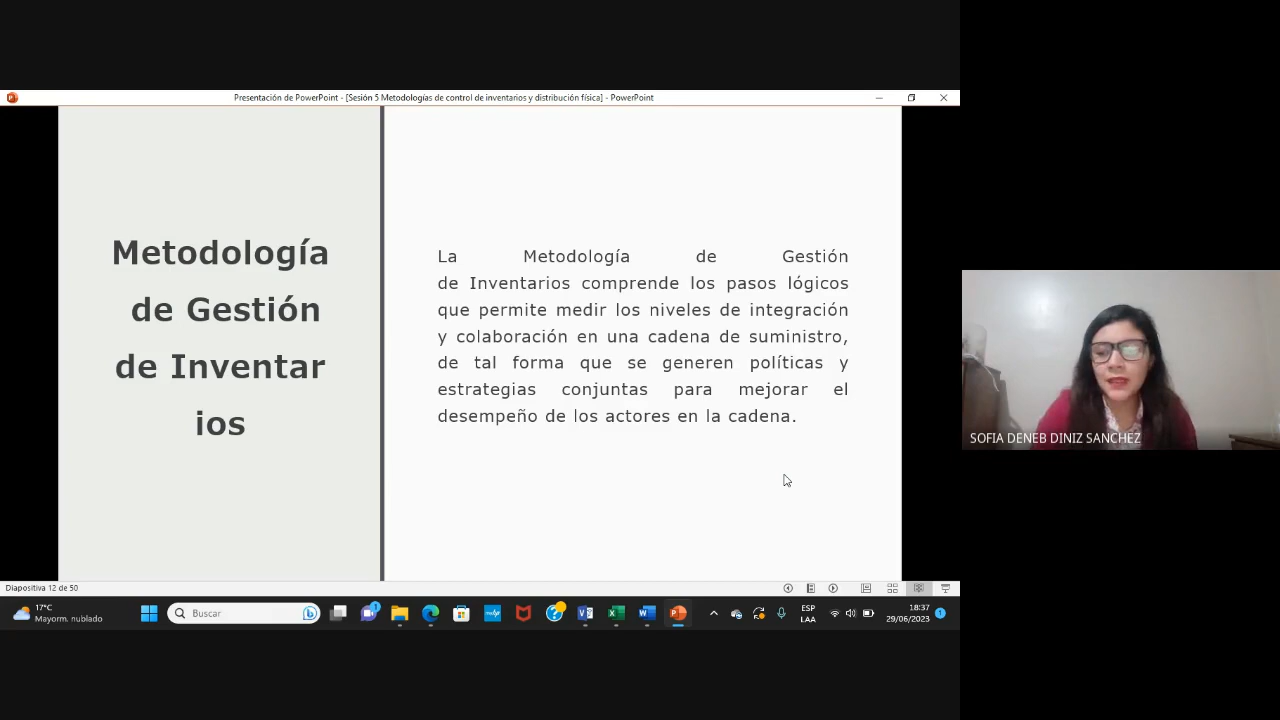 Presentación de PowerPoint - [Sesión 5 Metodologías de control de inventarios y distribución física] - PowerPoint
Metodología
de Gestión
de Inventar
ios
La Metodología de Gestión
de Inventarios comprende los pasos lógicos
que permite medir los niveles de integración
y colaboración en una cadena de suministro,
de tal forma que se generen políticas y
estrategias conjuntas para mejorar el
desempeño de los actores en la cadena.
SOFIA DENEB DINIZ SANCHEZ
Diapositiva 12 de 50
17°C
Mayorm. nublado
Buscar
1
ESP
LAA
18:37
29/06/2023
1